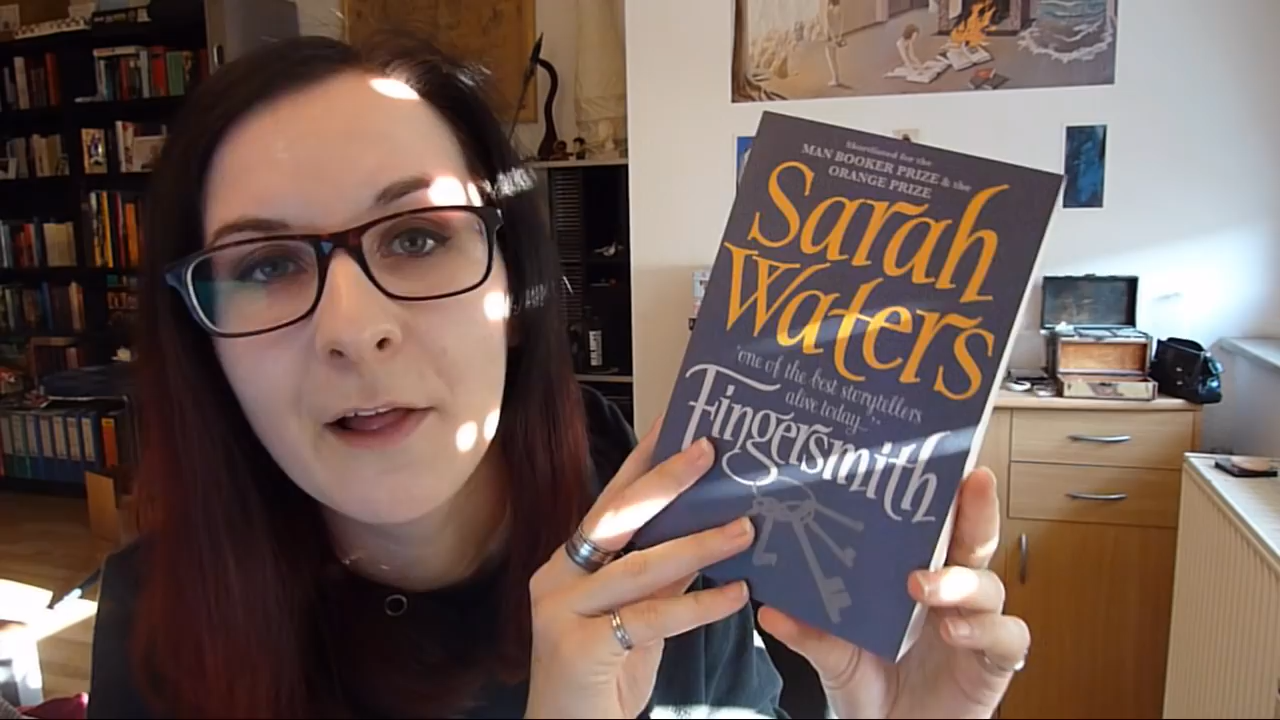 Shortlisted for the
MAN BOOKER PRIZE & the
ORANGE PRIZE
Sarah
Waters
'one of the best storytellers
alive today...'
Fingersmith